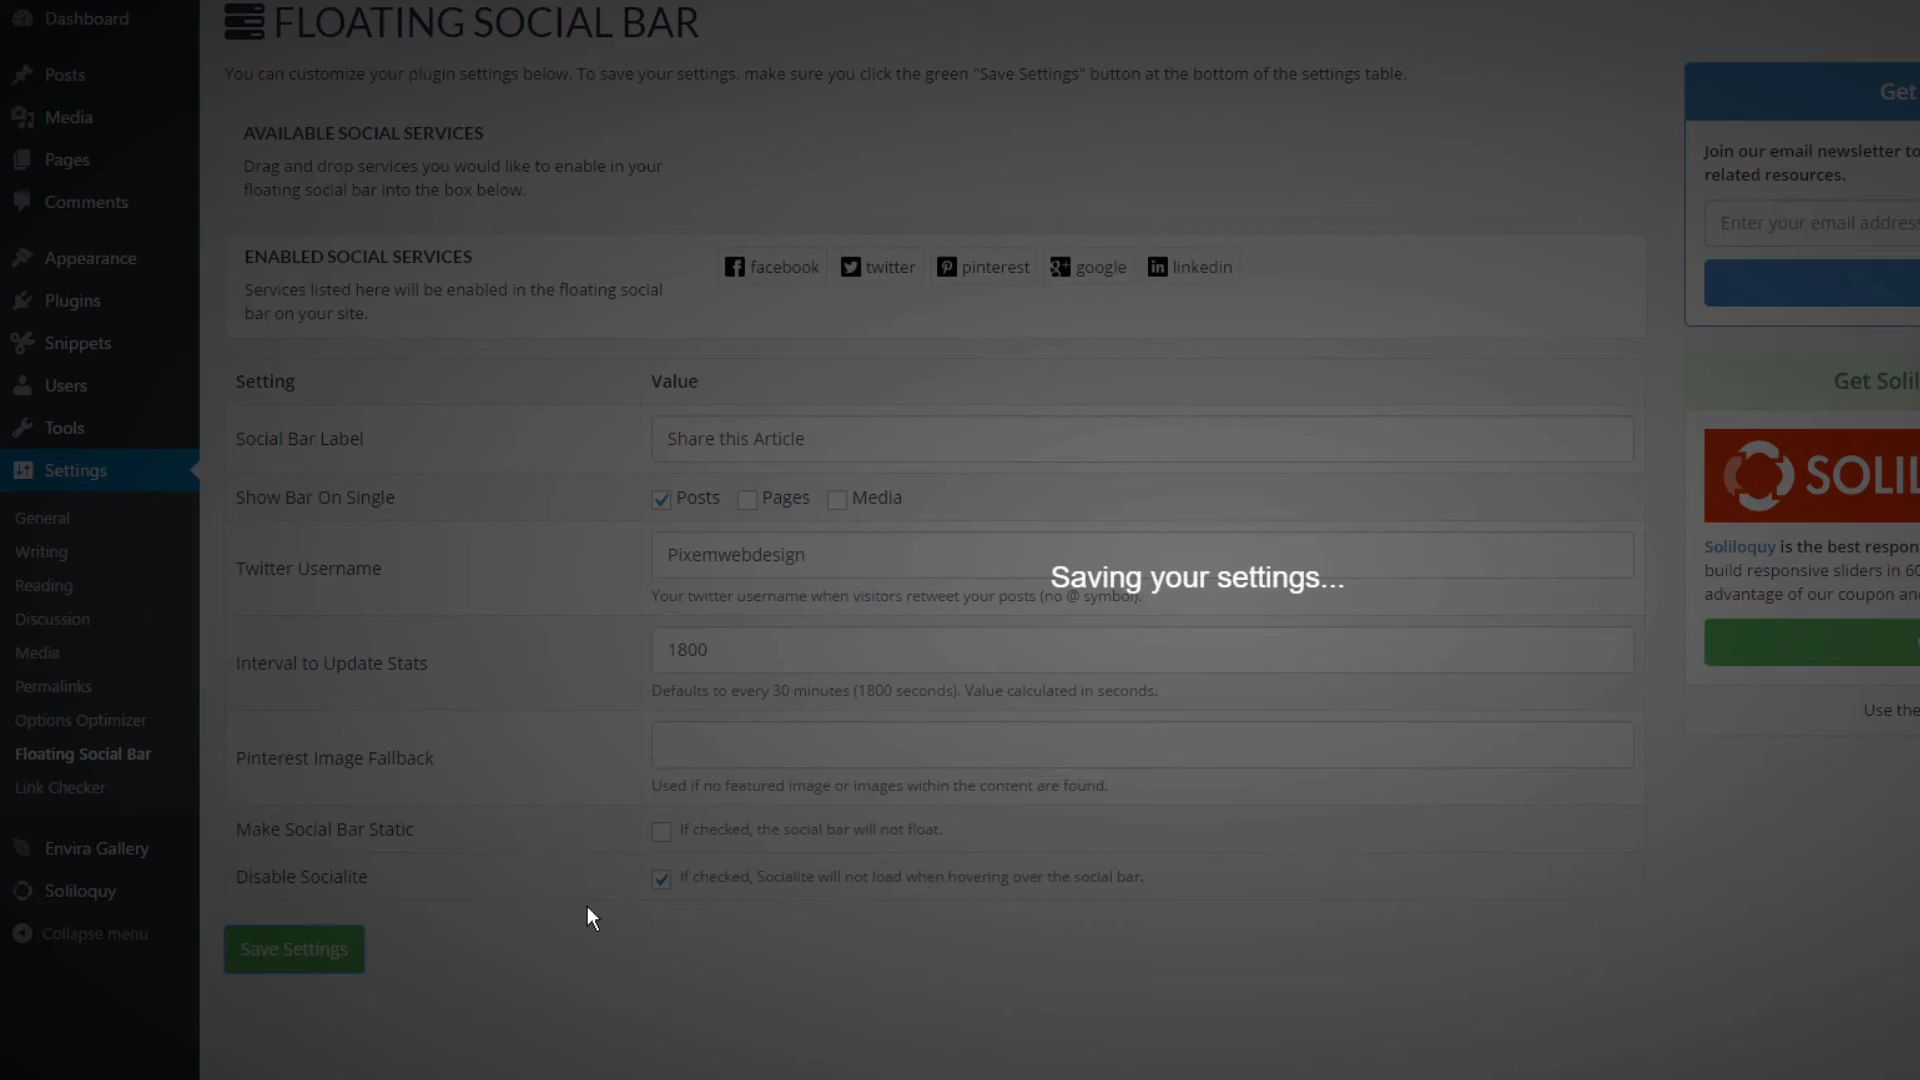 Dashboard
Posts
Media
Pages
Comments
Appearance
Plugins
Snippets
Users
Tools
Settings
General
Writing
Reading
Discussion
Media
Permalinks
Options Optimizer
Floating Social Bar
Link Checker
Envira Gallery
Soliloquy
Collapse menu
FLOATING SOCIAL BAR
You can customize your plugin settings below. To save your settings, make sure you click the green "Save Settings" button at the bottom of the settings table.
AVAILABLE SOCIAL SERVICES
Drag and drop services you would like to enable in your
floating social bar into the box below.
ENABLED SOCIAL SERVICES
Services listed here will be enabled in the floating social
bar on your site.
facebook twitter pinterest google linkedin
Setting Value
Social Bar Label Share this Article
Show Bar On Single Posts Pages Media
Twitter Username Pixemwebdesign
Your twitter username when visitors retweet your posts (no @ symbol).
Saving your settings...
Interval to Update Stats 1800
Defaults to every 30 minutes (1800 seconds). Value calculated in seconds.
Pinterest Image Fallback
Used if no featured image or images within the content are found.
Make Social Bar Static If checked, the social bar will not float.
Disable Socialite If checked, Socialite will not load when hovering over the social bar.
Save Settings
Get
Join our email newsletter to
related resources.
Enter your email address
Get Solil
SOLIL
Soliloquy is the best respon
build responsive sliders in 60
advantage of our coupon and
Use the